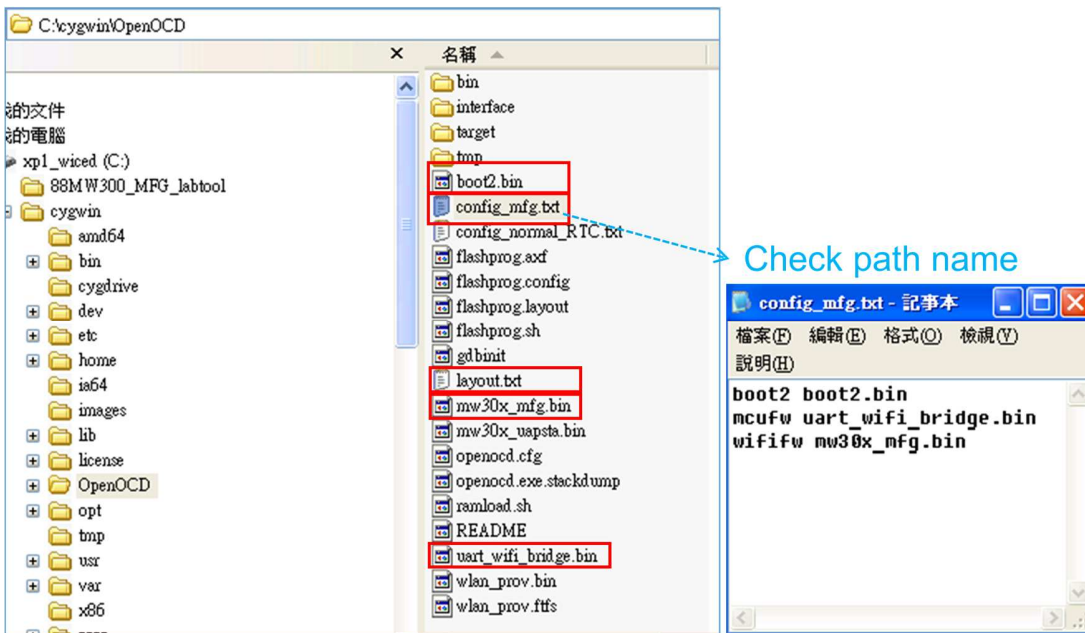 C:\cygwin\OpenOCD
名稱
我的文件
我的電腦
xp1_wiced (C:)
88MW300_MFG_labtool
cygwin
amd64
bin
cygdrive
dev
etc
home
ia64
images
lib
license
OpenOCD
opt
tmp
usr
var
x86
bin
interface
target
tmp
boot2.bin
config_mfg.txt
config_normal_RTC.txt
flashprog.axf
flashprog.config
flashprog.layout
flashprog.sh
gdbinit
layout.txt
mw30x_mfg.bin
mw30x_uapsta.bin
openocd.cfg
openocd.exe.stackdump
ramload.sh
README
uart_wifi_bridge.bin
wlan_prov.bin
wlan_prov.ftfs
Check path name
config_mfg.txt - 記事本
檔案(F) 編輯(E) 格式(O) 檢視(V)
說明(H)
boot2 boot2.bin
mcufw uart_wifi_bridge.bin
wififw mw30x_mfg.bin